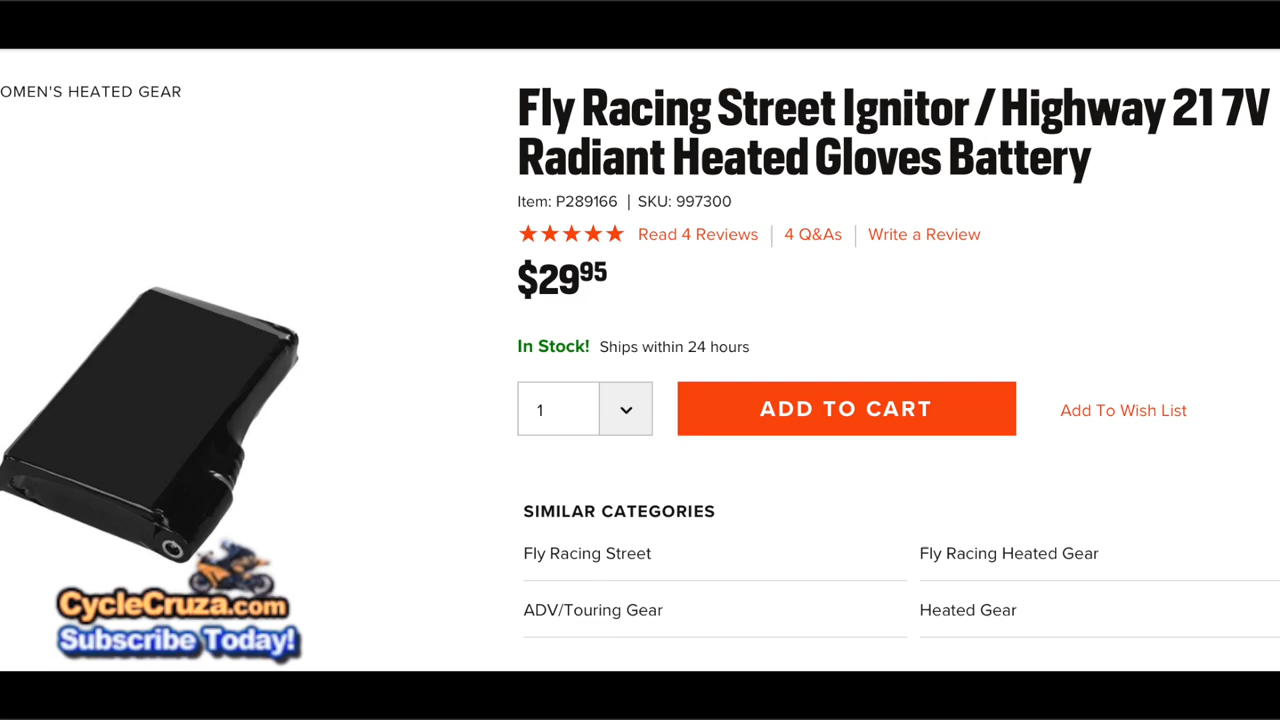 OMEN'S HEATED GEAR
Fly Racing Street Ignitor / Highway 21 7V
Radiant Heated Gloves Battery
Item: P289166 | SKU: 997300
Read 4 Reviews | 4 Q&As | Write a Review
$29.95
In Stock! Ships within 24 hours
1
ADD TO CART
Add To Wish List
SIMILAR CATEGORIES
Fly Racing Street
Fly Racing Heated Gear
ADV/Touring Gear
Heated Gear
CycleCruza.com
Subscribe Today!